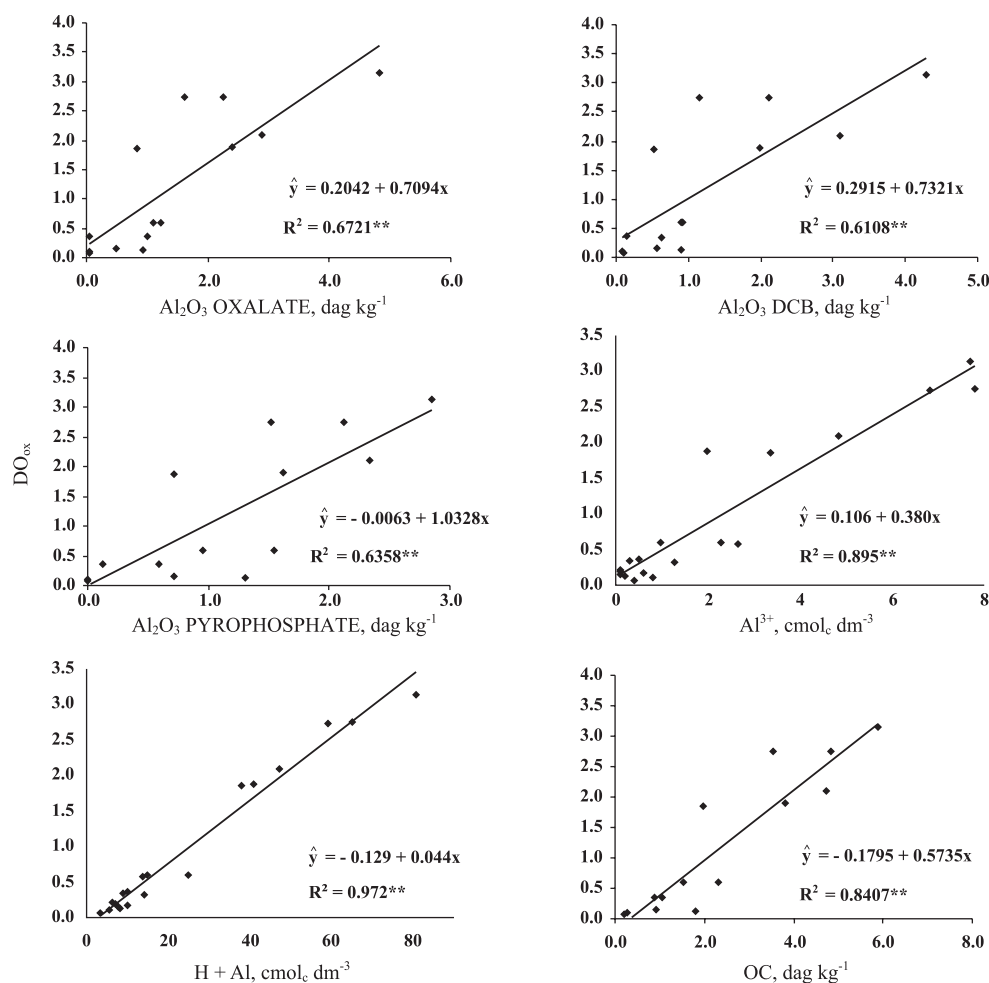 4.0
3.5
3.0
2.5
2.0
1.5
1.0
0.5
0.0
ŷ = 0.2042 + 0.7094x
R² = 0.6721**
0.0 2.0 4.0 6.0
Al₂O₃ OXALATE, dag kg⁻¹
4.0
3.5
3.0
2.5
2.0
1.5
1.0
0.5
0.0
ŷ = 0.2915 + 0.7321x
R² = 0.6108**
0.0 1.0 2.0 3.0 4.0 5.0
Al₂O₃ DCB, dag kg⁻¹
DOₒₓ
4.0
3.5
3.0
2.5
2.0
1.5
1.0
0.5
0.0
ŷ = - 0.0063 + 1.0328x
R² = 0.6358**
0.0 1.0 2.0 3.0
Al₂O₃ PYROPHOSPHATE, dag kg⁻¹
3.5
3.0
2.5
2.0
1.5
1.0
0.5
0.0
ŷ = 0.106 + 0.380x
R² = 0.895**
0 2 4 6 8
Al³⁺, cmol_c dm⁻³
3.5
3.0
2.5
2.0
1.5
1.0
0.5
0.0
ŷ = - 0.129 + 0.044x
R² = 0.972**
0 20 40 60 80
H + Al, cmol_c dm⁻³
4.0
3.5
3.0
2.5
2.0
1.5
1.0
0.5
0.0
ŷ = - 0.1795 + 0.5735x
R² = 0.8407**
0.0 2.0 4.0 6.0 8.0
OC, dag kg⁻¹